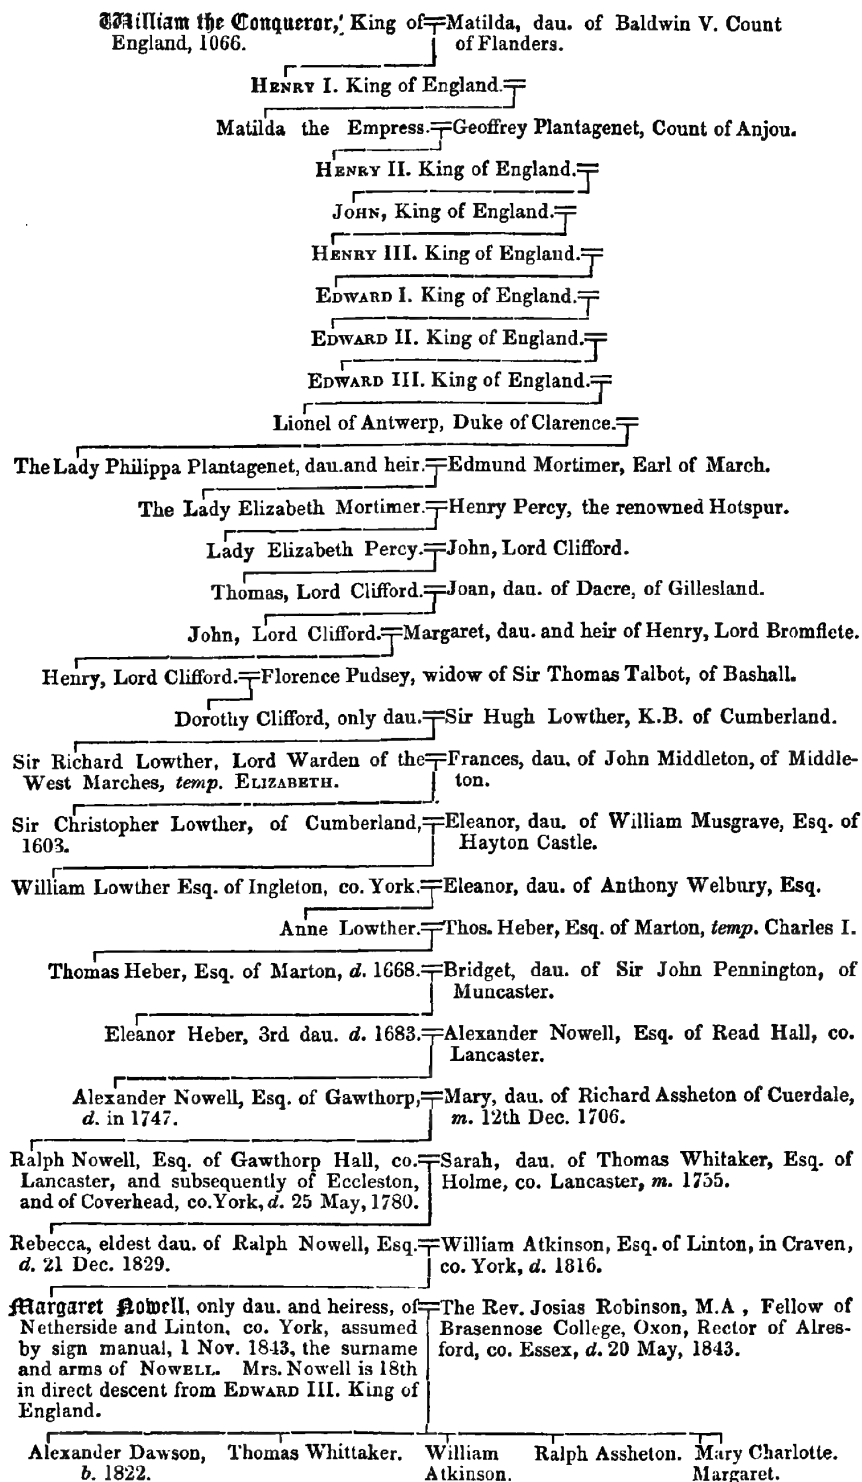 William the Conqueror, King of = Matilda, dau. of Baldwin V. Count
England, 1066. of Flanders.
HENRY I. King of England. =
Matilda the Empress. = Geoffrey Plantagenet, Count of Anjou.
HENRY II. King of England. =
JOHN, King of England. =
HENRY III. King of England. =
EDWARD I. King of England. =
EDWARD II. King of England. =
EDWARD III. King of England. =
Lionel of Antwerp, Duke of Clarence. =
The Lady Philippa Plantagenet, dau. and heir. = Edmund Mortimer, Earl of March.
The Lady Elizabeth Mortimer. = Henry Percy, the renowned Hotspur.
Lady Elizabeth Percy. = John, Lord Clifford.
Thomas, Lord Clifford. = Joan, dau. of Dacre, of Gillesland.
John, Lord Clifford. = Margaret, dau. and heir of Henry, Lord Bromflete.
Henry, Lord Clifford. = Florence Pudsey, widow of Sir Thomas Talbot, of Bashall.
Dorothy Clifford, only dau. = Sir Hugh Lowther, K.B. of Cumberland.
Sir Richard Lowther, Lord Warden of the = Frances, dau. of John Middleton, of Middle-
West Marches, temp. ELIZABETH. ton.
Sir Christopher Lowther, of Cumberland, = Eleanor, dau. of William Musgrave, Esq. of
1603. Hayton Castle.
William Lowther Esq. of Ingleton, co. York. = Eleanor, dau. of Anthony Welbury, Esq.
Anne Lowther. = Thos. Heber, Esq. of Marton, temp. Charles I.
Thomas Heber, Esq. of Marton, d. 1668. = Bridget, dau. of Sir John Pennington, of
Muncaster.
Eleanor Heber, 3rd dau. d. 1683. = Alexander Nowell, Esq. of Read Hall, co.
Lancaster.
Alexander Nowell, Esq. of Gawthorp, = Mary, dau. of Richard Assheton of Cuerdale,
d. in 1747. m. 12th Dec. 1706.
Ralph Nowell, Esq. of Gawthorp Hall, co. = Sarah, dau. of Thomas Whitaker, Esq. of
Lancaster, and subsequently of Eccleston, Holme, co. Lancaster, m. 1755.
and of Coverhead, co. York, d. 25 May, 1780.
Rebecca, eldest dau. of Ralph Nowell, Esq. = William Atkinson, Esq. of Linton, in Craven,
d. 21 Dec. 1829. co. York, d. 1816.
Margaret Nowell, only dau. and heiress, of = The Rev. Josias Robinson, M.A , Fellow of
Netherside and Linton, co. York, assumed Brasennose College, Oxon, Rector of Alres-
by sign manual, 1 Nov. 1843, the surname ford, co. Essex, d. 20 May, 1843.
and arms of NOWELL. Mrs. Nowell is 18th
in direct descent from EDWARD III. King of
England.
Alexander Dawson, Thomas Whittaker. William Ralph Assheton. Mary Charlotte.
b. 1822. Atkinson. Margaret.